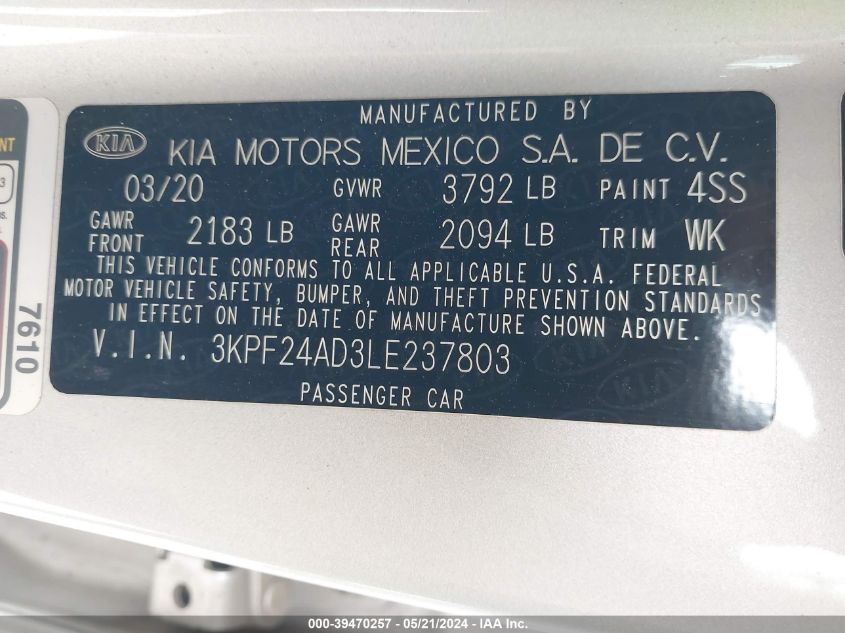 MANUFACTURED BY
KIA KIA MOTORS MEXICO S.A. DE C.V.
03/20 GVWR 3792 LB PAINT 4SS
GAWR FRONT 2183 LB GAWR REAR 2094 LB TRIM WK
THIS VEHICLE CONFORMS TO ALL APPLICABLE U.S.A. FEDERAL
MOTOR VEHICLE SAFETY, BUMPER, AND THEFT PREVENTION STANDARDS
IN EFFECT ON THE DATE OF MANUFACTURE SHOWN ABOVE.
V.I.N. 3KPF24AD3LE237803
PASSENGER CAR
7610
000-39470257 - 05/21/2024 - IAA Inc.